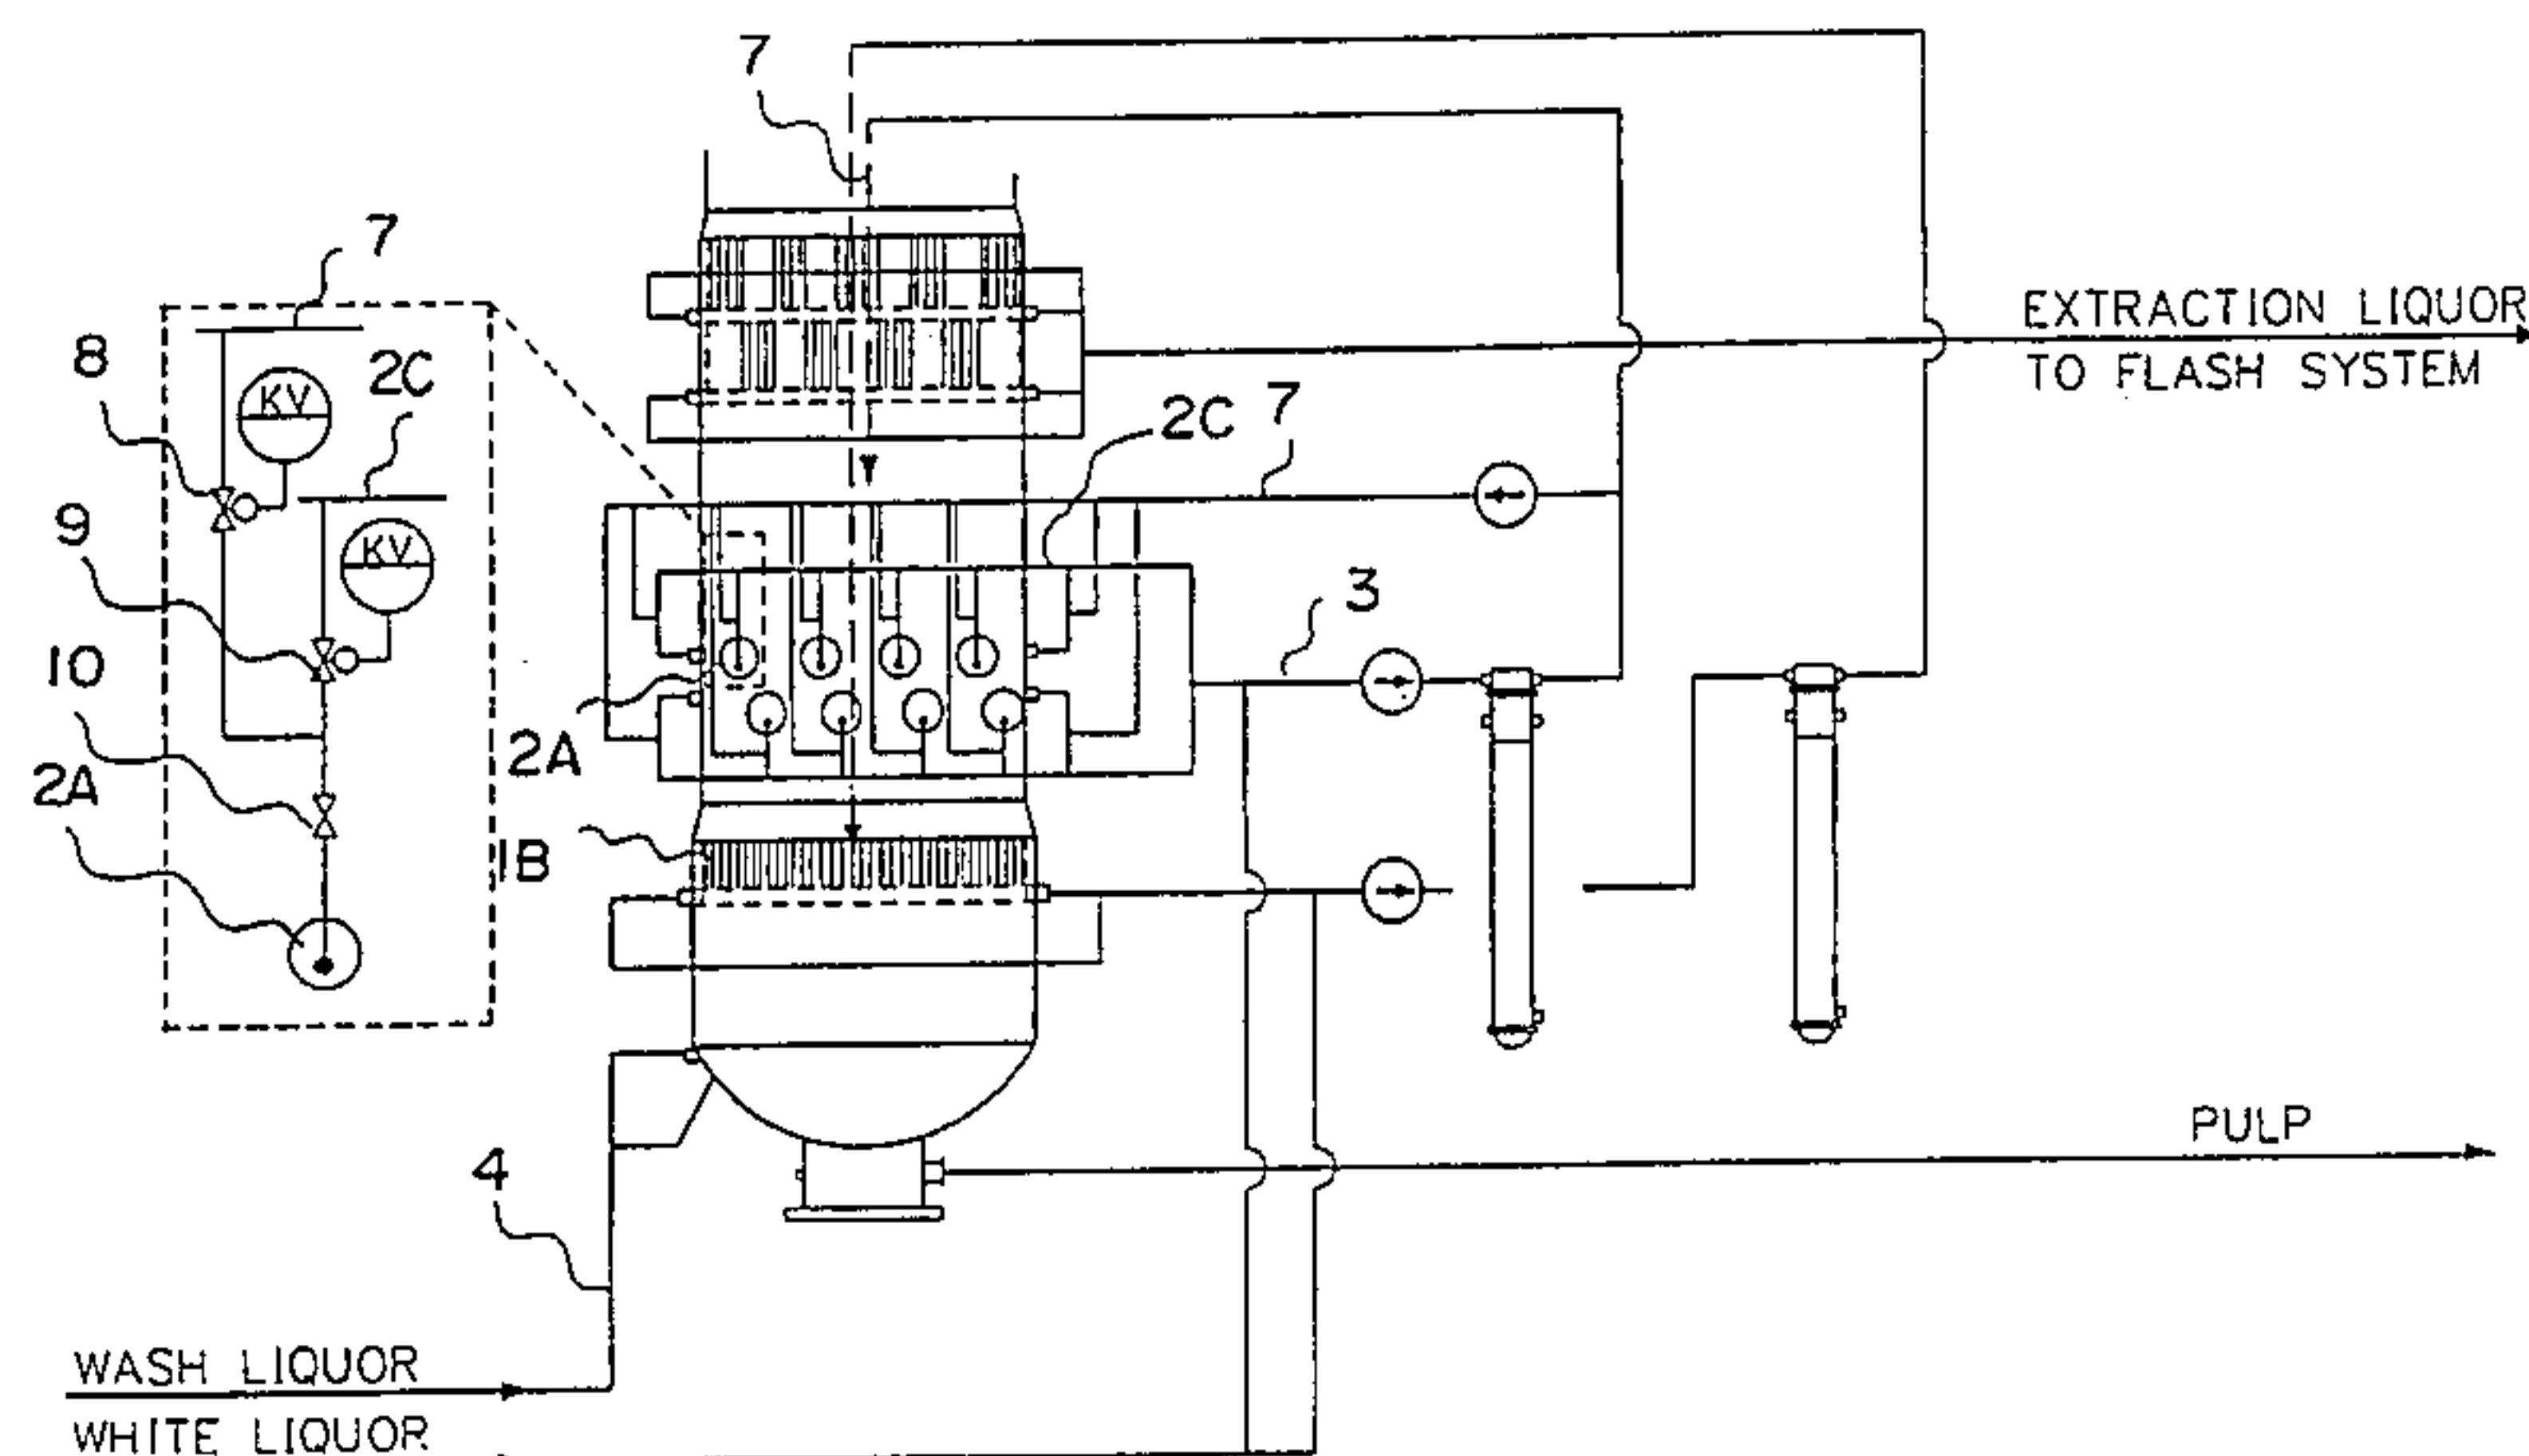 7
7
7
8
KV
2C
EXTRACTION LIQUOR
TO FLASH SYSTEM
2C
7
9
KV
3
10
2A
2A
1B
PULP
4
WASH LIQUOR
WHITE LIQUOR